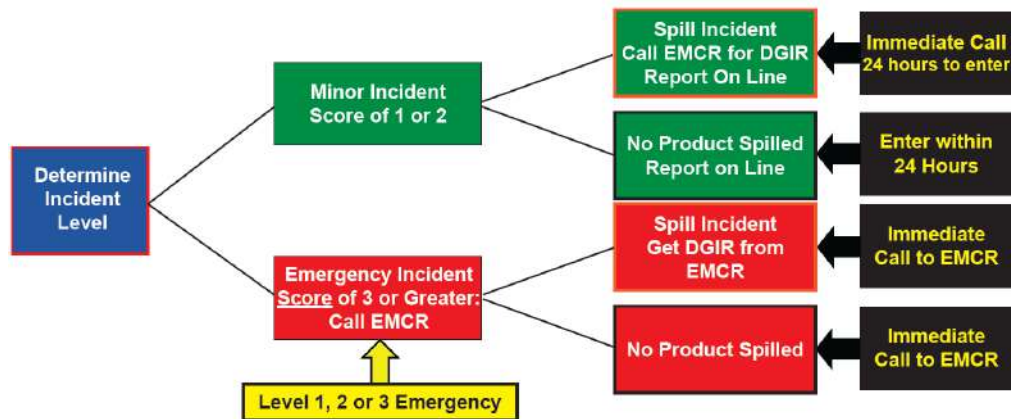 Determine
Incident
Level
Minor Incident
Score of 1 or 2
Emergency Incident
Score of 3 or Greater:
Call EMCR
Level 1, 2 or 3 Emergency
Spill Incident
Call EMCR for DGIR
Report On Line
Immediate Call
24 hours to enter
No Product Spilled
Report on Line
Enter within
24 Hours
Spill Incident
Get DGIR from
EMCR
Immediate
Call to EMCR
No Product Spilled
Immediate
Call to EMCR